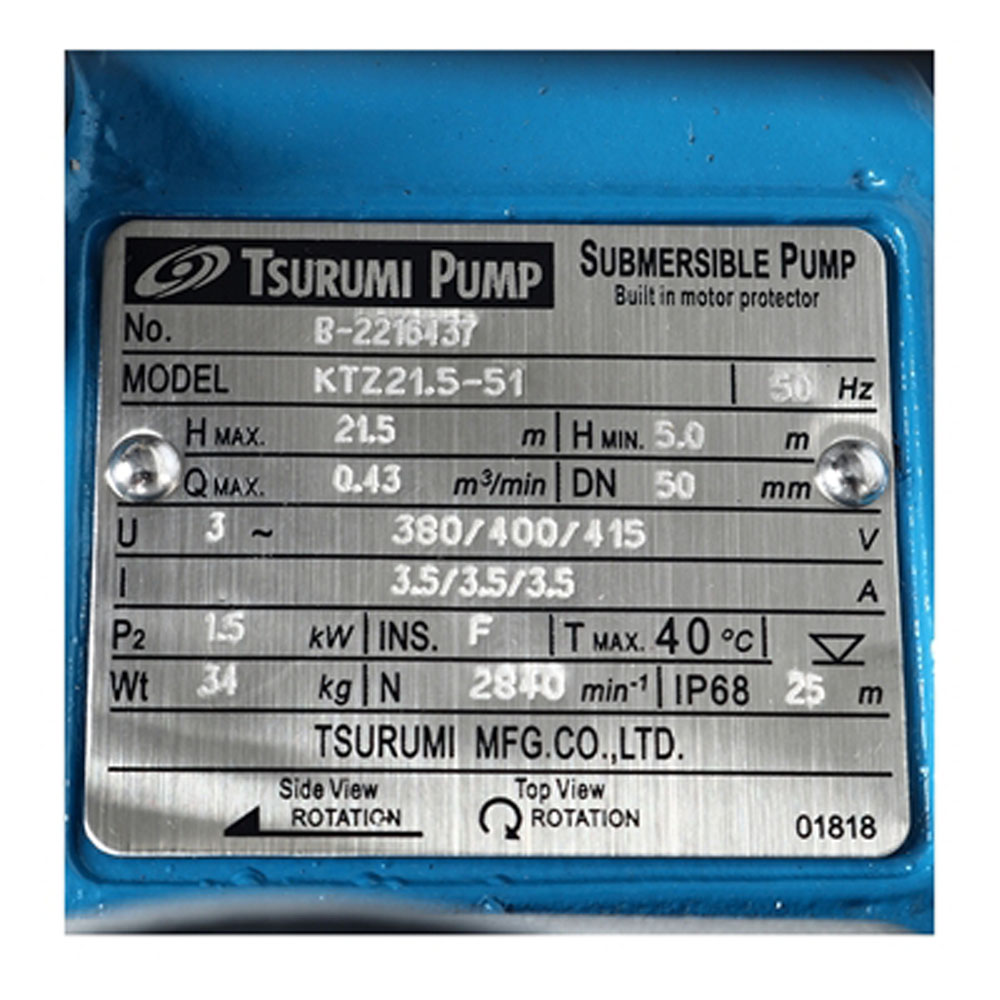 TSURUMI PUMP SUBMERSIBLE PUMP
Built in motor protector
No. B-2216437
MODEL KTZ21.5-51 50 Hz
H MAX. 21.5 m H MIN. 5.0 m
Q MAX. 0.43 m³/min DN 50 mm
U 3 ~ 380/400/415 V
I 3.5/3.5/3.5 A
P2 1.5 kW INS. F T MAX. 40 °C
Wt 34 kg N 2840 min⁻¹ IP68 25 m
TSURUMI MFG.CO.,LTD.
Side View Top View
ROTATION ROTATION 01818